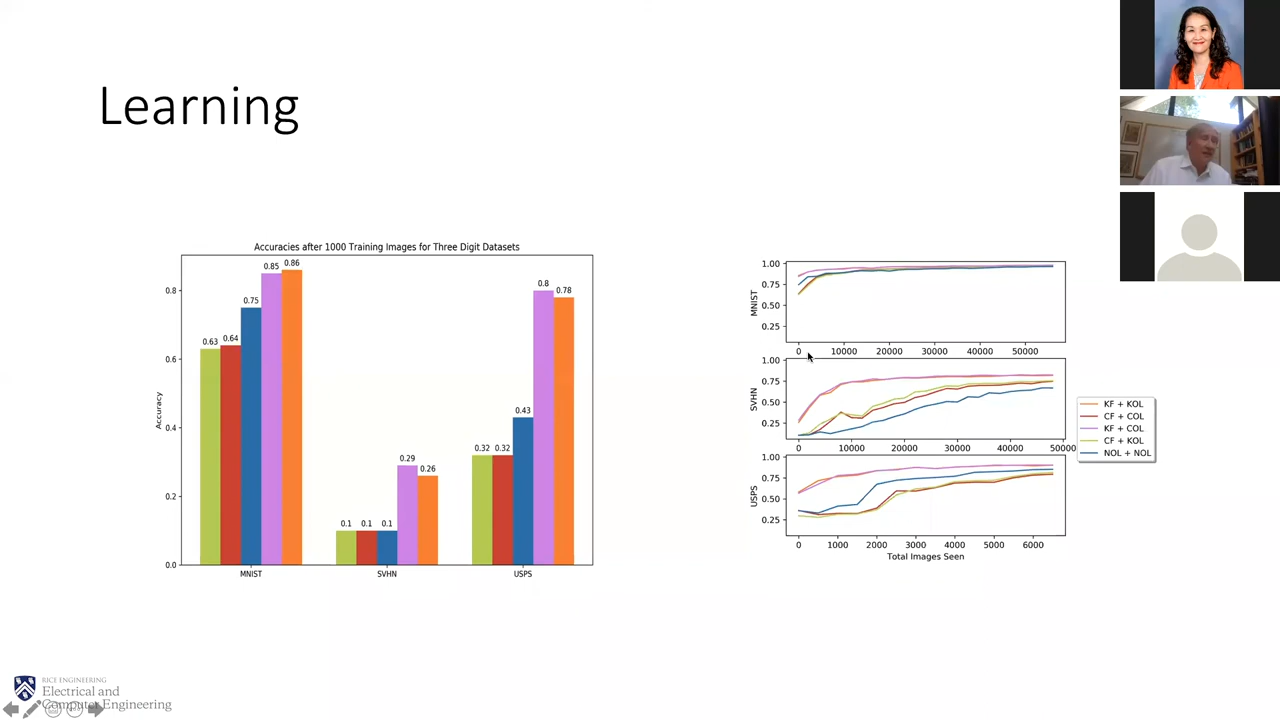 Learning
Accuracies after 1000 Training Images for Three Digit Datasets
Accuracy
0.8
0.6
0.4
0.2
0.0
0.63
0.64
0.75
0.85
0.86
0.1
0.1
0.1
0.29
0.26
0.32
0.32
0.43
0.8
0.78
MNIST
SVHN
USPS
MNIST
1.00
0.75
0.50
0.25
0 10000 20000 30000 40000 50000
SVHN
1.00
0.75
0.50
0.25
0 10000 20000 30000 40000 50000
USPS
1.00
0.75
0.50
0.25
0 1000 2000 3000 4000 5000 6000
Total Images Seen
KF + KOL
CF + COL
KF + COL
CF + KOL
NOL + NOL
RICE ENGINEERING
Electrical and
Computer Engineering